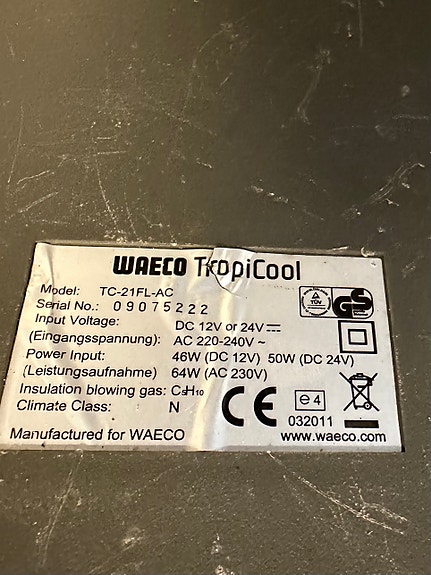 WAECO TropiCool
Model: TC-21FL-AC
Serial No.: 09075222
Input Voltage: DC 12V or 24V
(Eingangsspannung): AC 220-240V ~
Power Input: 46W (DC 12V) 50W (DC 24V)
(Leistungsaufnahme) 64W (AC 230V)
Insulation blowing gas: C5H10
Climate Class: N
Manufactured for WAECO
TÜV
GS
CE
e4
032011
www.waeco.com